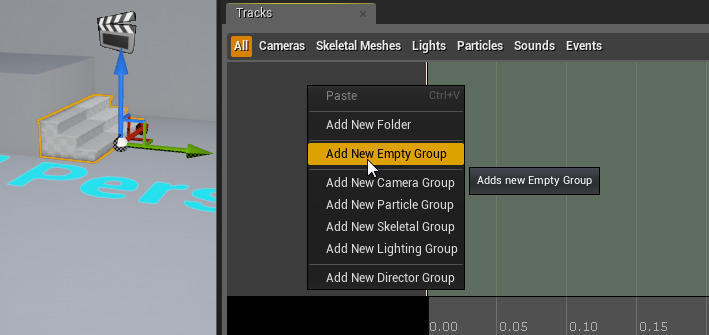 Tracks
All Cameras Skeletal Meshes Lights Particles Sounds Events
Paste Ctrl+V
Add New Folder
Add New Empty Group
Adds new Empty Group
Add New Camera Group
Add New Particle Group
Add New Skeletal Group
Add New Lighting Group
Add New Director Group
Pers
0.00 0.05 0.10 0.15